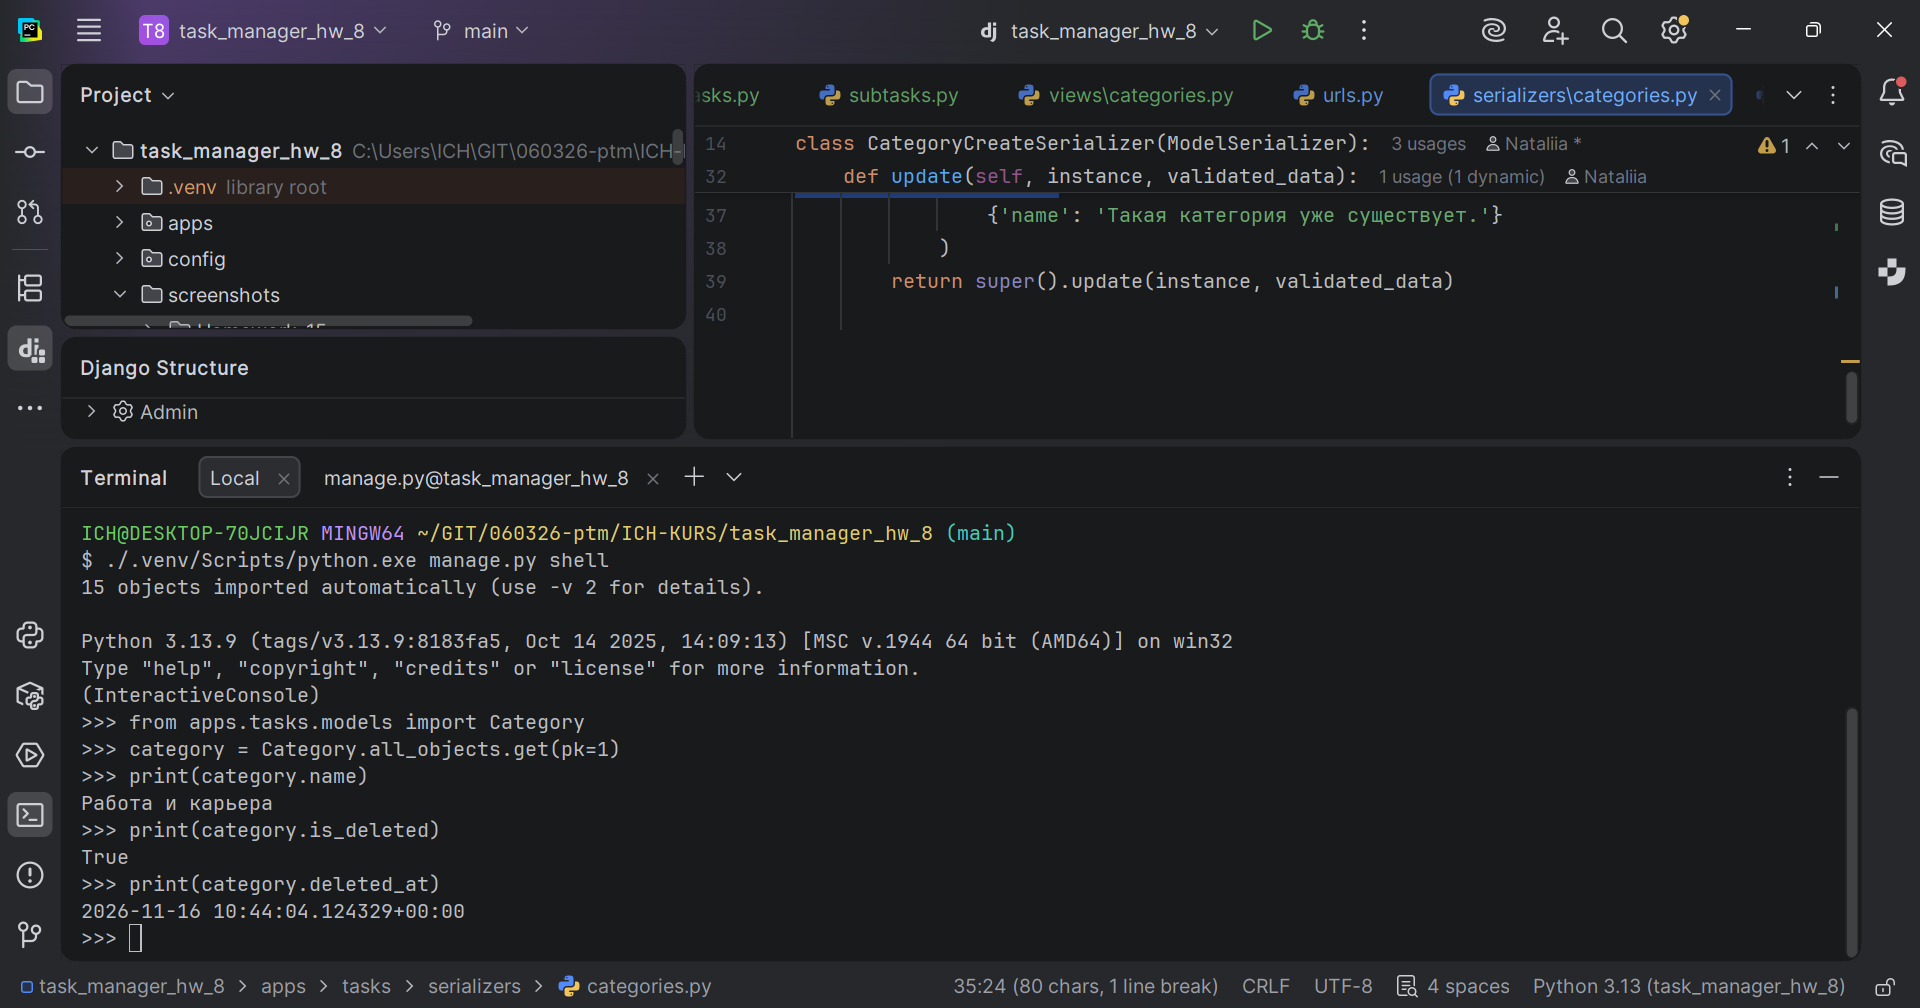 T8 task_manager_hw_8 main dj task_manager_hw_8
Project
task_manager_hw_8 C:\Users\ICH\GIT\060326-ptm\ICH-
.venv library root
apps
config
screenshots
Django Structure
Admin
sks.py subtasks.py views\categories.py urls.py serializers\categories.py
14 class CategoryCreateSerializer(ModelSerializer): 3 usages Nataliia * 1
32 def update(self, instance, validated_data): 1 usage (1 dynamic) Nataliia
37 {'name': 'Такая категория уже существует.'}
38 )
39 return super().update(instance, validated_data)
40
Terminal Local manage.py@task_manager_hw_8
ICH@DESKTOP-70JCIJR MINGW64 ~/GIT/060326-ptm/ICH-KURS/task_manager_hw_8 (main)
$ ./.venv/Scripts/python.exe manage.py shell
15 objects imported automatically (use -v 2 for details).
Python 3.13.9 (tags/v3.13.9:8183fa5, Oct 14 2025, 14:09:13) [MSC v.1944 64 bit (AMD64)] on win32
Type "help", "copyright", "credits" or "license" for more information.
(InteractiveConsole)
>>> from apps.tasks.models import Category
>>> category = Category.all_objects.get(pk=1)
>>> print(category.name)
Работа и карьера
>>> print(category.is_deleted)
True
>>> print(category.deleted_at)
2026-11-16 10:44:04.124329+00:00
>>>
task_manager_hw_8 > apps > tasks > serializers > categories.py 35:24 (80 chars, 1 line break) CRLF UTF-8 4 spaces Python 3.13 (task_manager_hw_8)